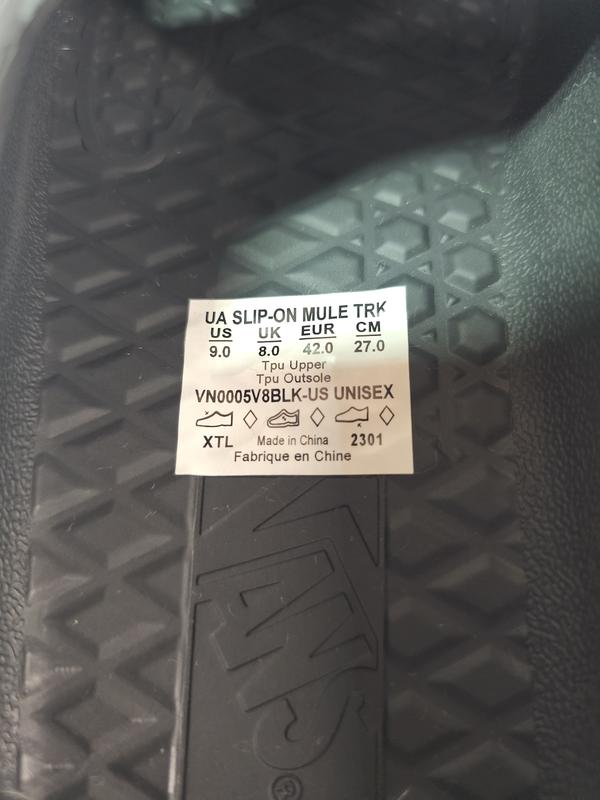 UA SLIP-ON MULE TRK
US UK EUR CM
9.0 8.0 42.0 27.0
Tpu Upper
Tpu Outsole
VN0005V8BLK-US UNISEX
XTL Made in China 2301
Fabrique en Chine
VANS
®